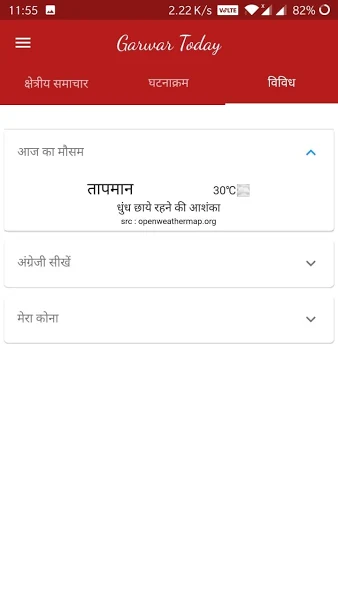 11:55 2.22 K/s VoLTE 82%
Garwar Today
क्षेत्रीय समाचार घटनाक्रम विविध
आज का मौसम
तापमान 30℃
धुंध छाये रहने की आशंका
src : openweathermap.org
अंग्रेजी सीखें
मेरा कोना